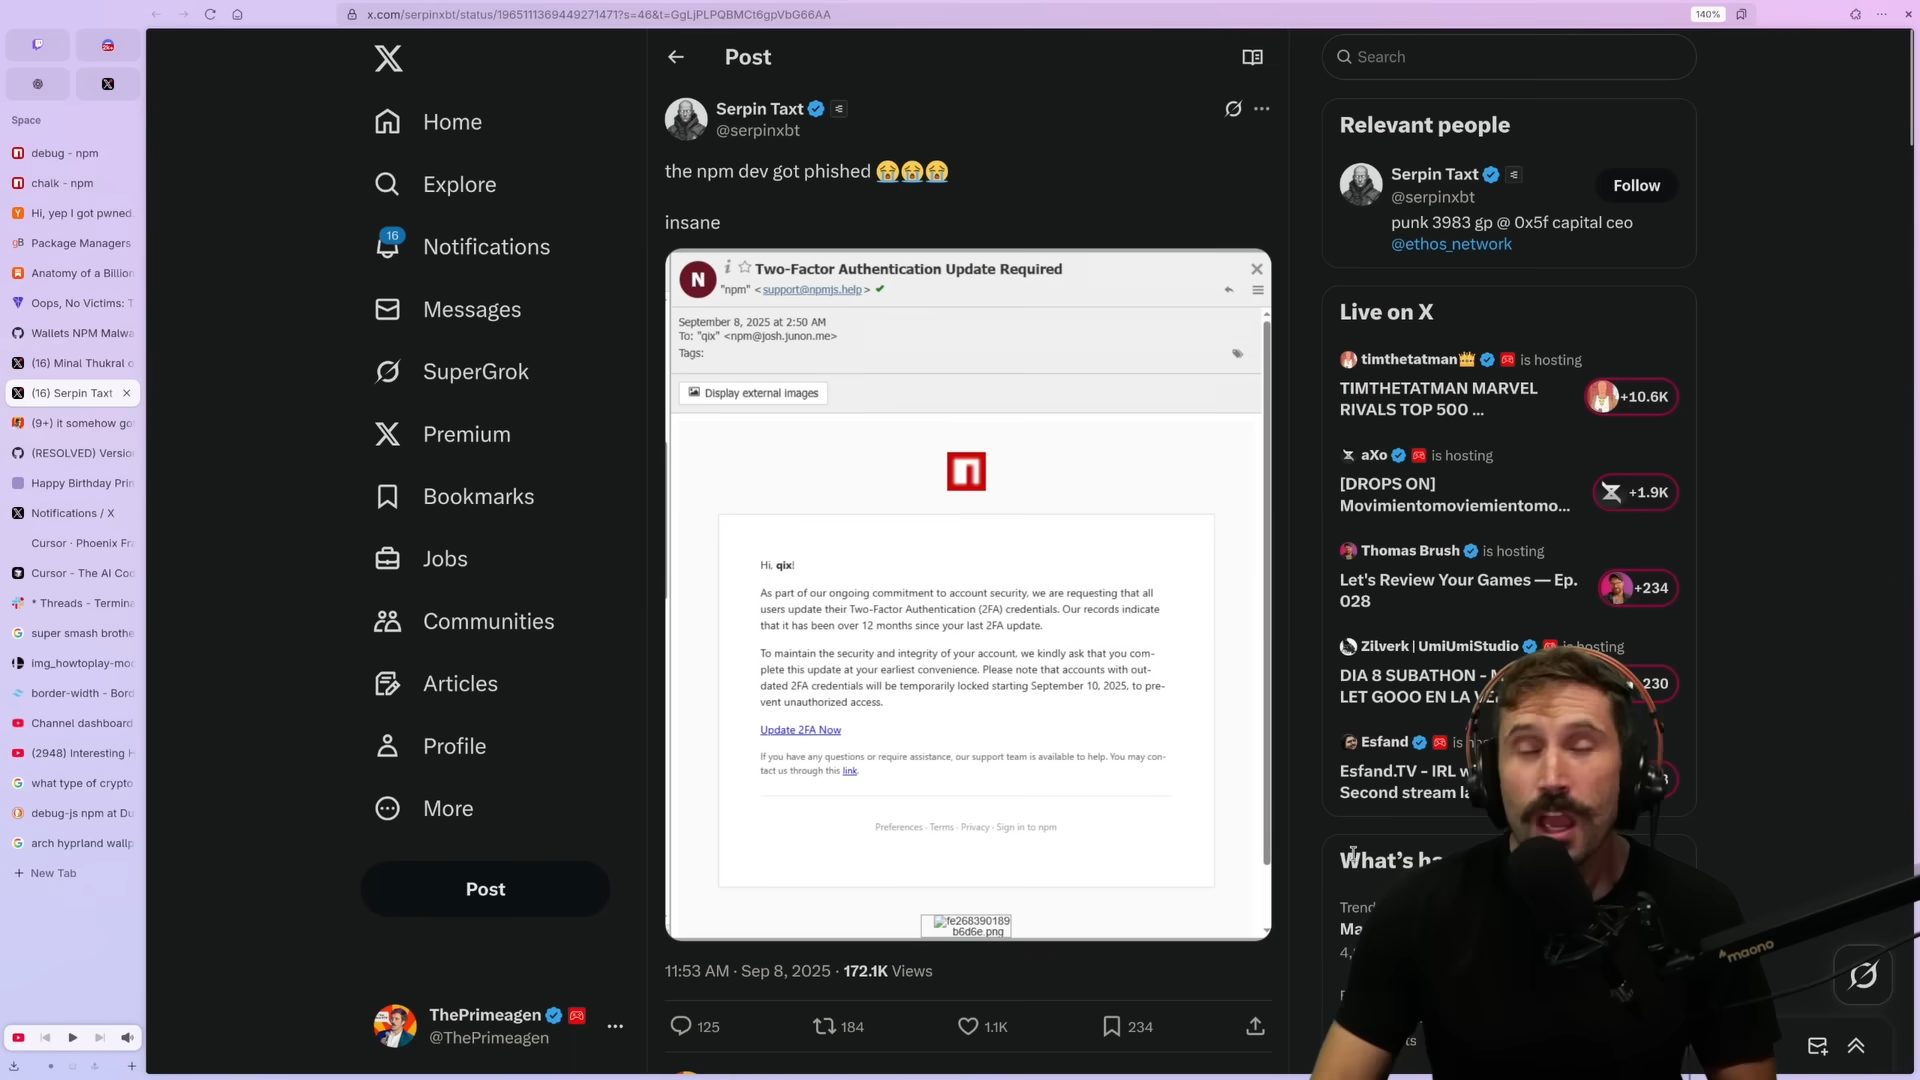 x.com/serpinxbt/status/1965111369449271471?s=46&t=GgLjPLPQBMCt6gpVbG66AA
140%
Space
debug - npm
chalk - npm
Hi, yep I got pwned.
Package Managers
Anatomy of a Billion
Oops, No Victims: T
Wallets NPM Malwa
(16) Minal Thukral o
(16) Serpin Taxt
(9+) it somehow go
(RESOLVED) Versio
Happy Birthday Prin
Notifications / X
Cursor · Phoenix Fra
Cursor - The AI Cod
* Threads - Termina
super smash brothe
img_howtoplay-mod
border-width - Bord
Channel dashboard
(2948) Interesting H
what type of crypto
debug-js npm at Du
arch hyprland wallp
New Tab
Home
Explore
16
Notifications
Messages
SuperGrok
Premium
Bookmarks
Jobs
Communities
Articles
Profile
More
Post
ThePrimeagen
@ThePrimeagen
Post
Serpin Taxt
@serpinxbt
the npm dev got phished 😭😭😭
insane
N
Two-Factor Authentication Update Required
"npm" <support@npmjs.help>
September 8, 2025 at 2:50 AM
To: "qix" <npm@josh.junon.me>
Tags:
Display external images
Hi, qix!
As part of our ongoing commitment to account security, we are requesting that all
users update their Two-Factor Authentication (2FA) credentials. Our records indicate
that it has been over 12 months since your last 2FA update.
To maintain the security and integrity of your account, we kindly ask that you com-
plete this update at your earliest convenience. Please note that accounts with out-
dated 2FA credentials will be temporarily locked starting September 10, 2025, to pre-
vent unauthorized access.
Update 2FA Now
If you have any questions or require assistance, our support team is available to help. You may con-
tact us through this link.
Preferences · Terms · Privacy · Sign in to npm
fe268390189
b6d6e.png
11:53 AM · Sep 8, 2025 · 172.1K Views
125
184
1.1K
234
Search
Relevant people
Serpin Taxt
@serpinxbt
Follow
punk 3983 gp @ 0x5f capital ceo
@ethos_network
Live on X
timthetatman👑 is hosting
TIMTHETATMAN MARVEL
RIVALS TOP 500 ...
+10.6K
aXo is hosting
[DROPS ON]
Movimientomoviemientomo...
+1.9K
Thomas Brush is hosting
Let's Review Your Games — Ep.
028
+234
Zilverk | UmiUmiStudio is hosting
DIA 8 SUBATHON -
LET GOOO EN LA
230
Esfand is
Esfand.TV - IRL
Second stream
What's ha
Trend
Ma
4,
maono